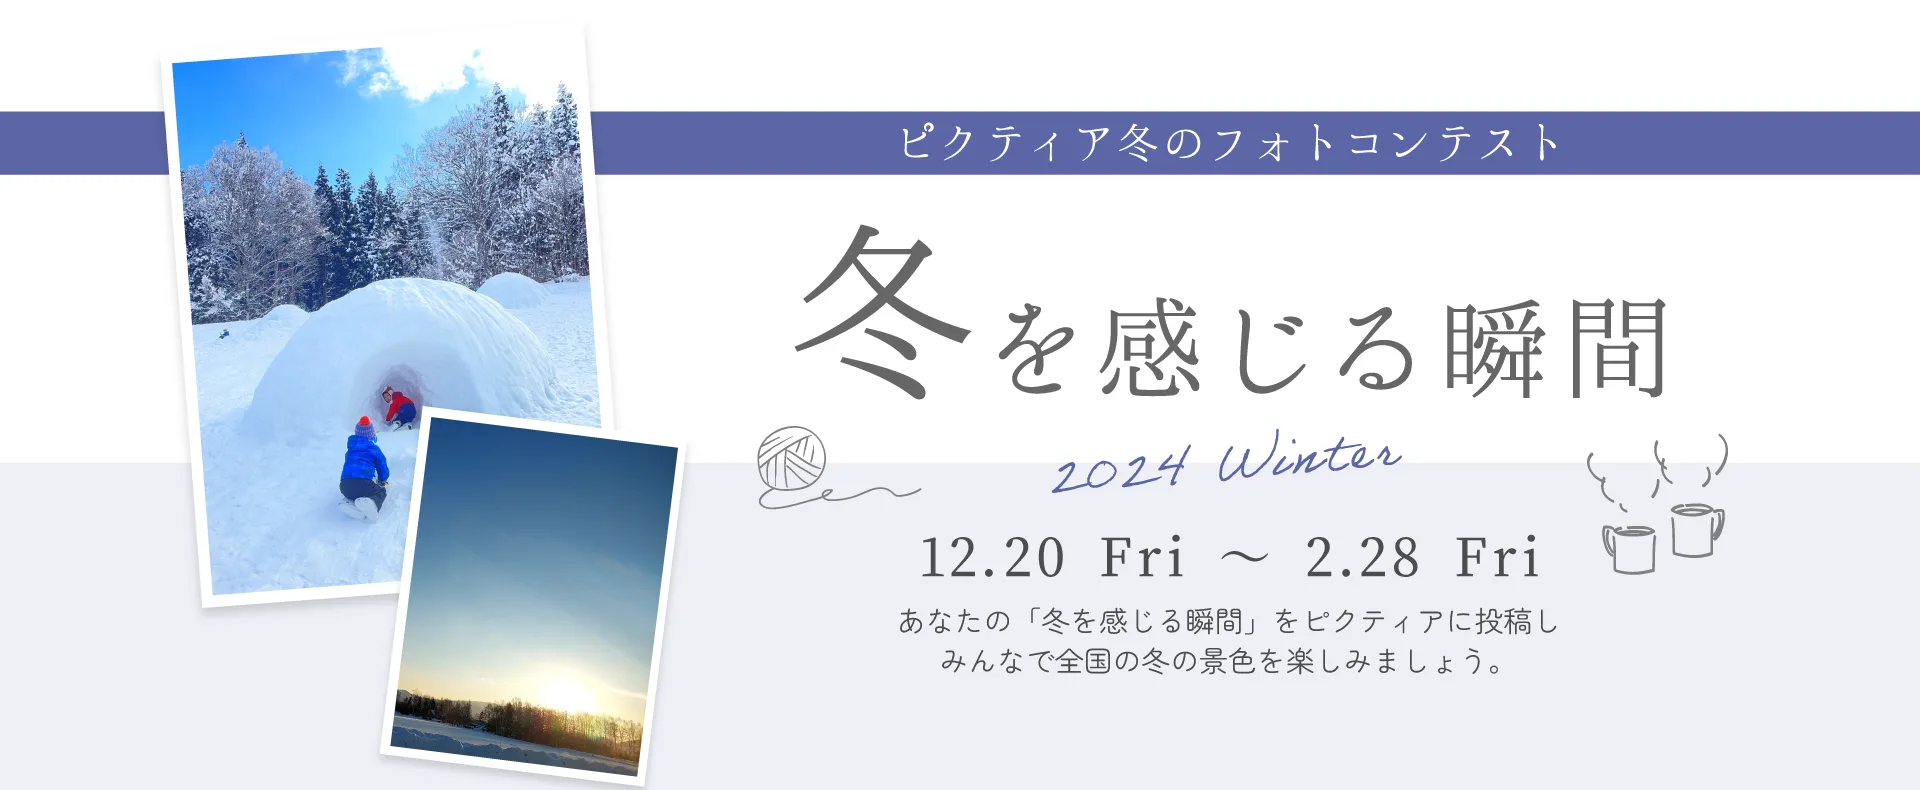 ピクティア冬のフォトコンテスト
冬を感じる瞬間
2024 Winter
12.20 Fri ～ 2.28 Fri
あなたの「冬を感じる瞬間」をピクティアに投稿し
みんなで全国の冬の景色を楽しみましょう。